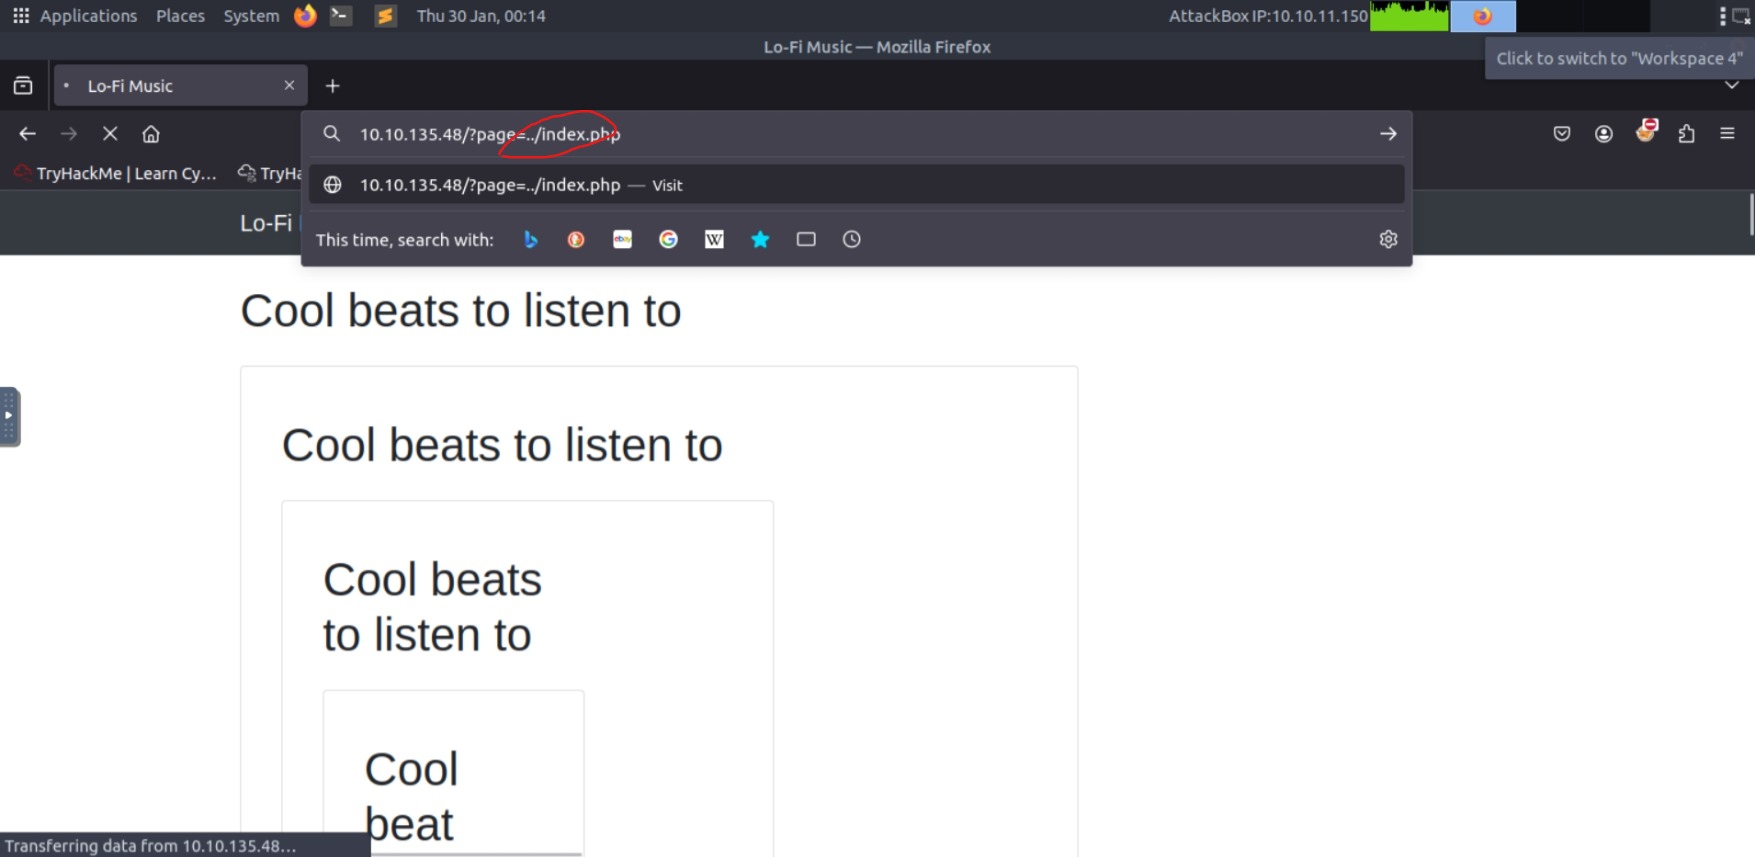 Applications Places System Thu 30 Jan, 00:14 AttackBox IP:10.10.11.150
Lo-Fi Music — Mozilla Firefox
Click to switch to "Workspace 4"
Lo-Fi Music
10.10.135.48/?page=../index.php
TryHackMe | Learn Cy... TryHa
10.10.135.48/?page=../index.php — Visit
Lo-Fi
This time, search with: ebay W
Cool beats to listen to
Cool beats to listen to
Cool beats
to listen to
Cool
beat
Transferring data from 10.10.135.48...